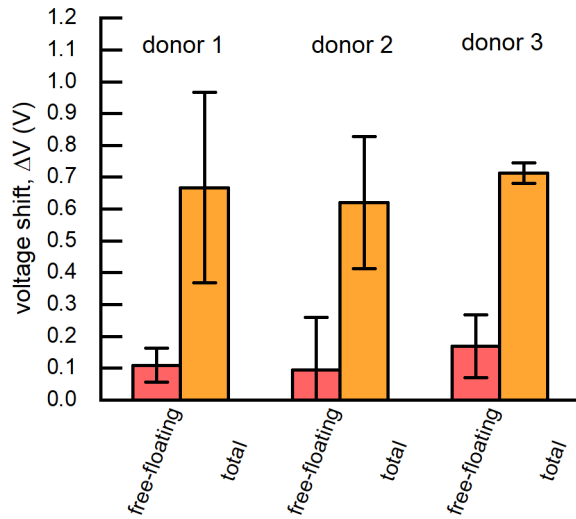 voltage shift, ΔV (V)
1.2
1.1
1.0
0.9
0.8
0.7
0.6
0.5
0.4
0.3
0.2
0.1
0.0
donor 1
donor 2
donor 3
free-floating
total
free-floating
total
free-floating
total